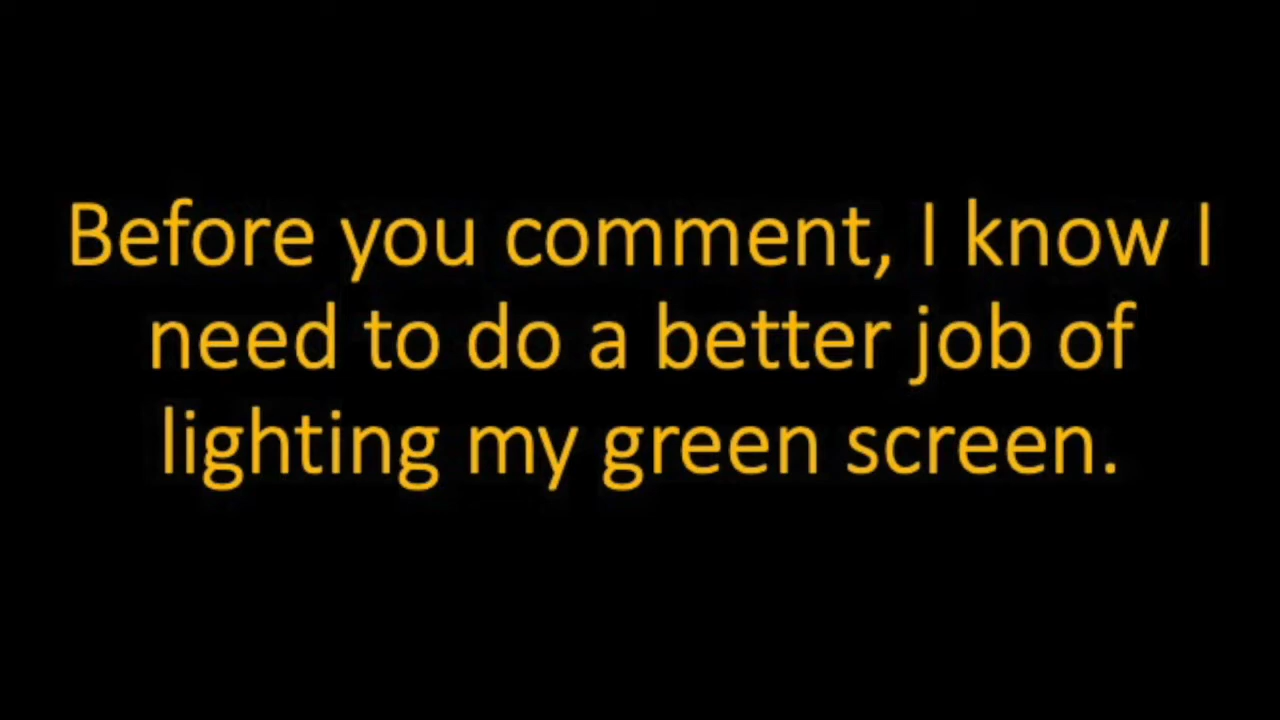 Before you comment, I know I
need to do a better job of
lighting my green screen.